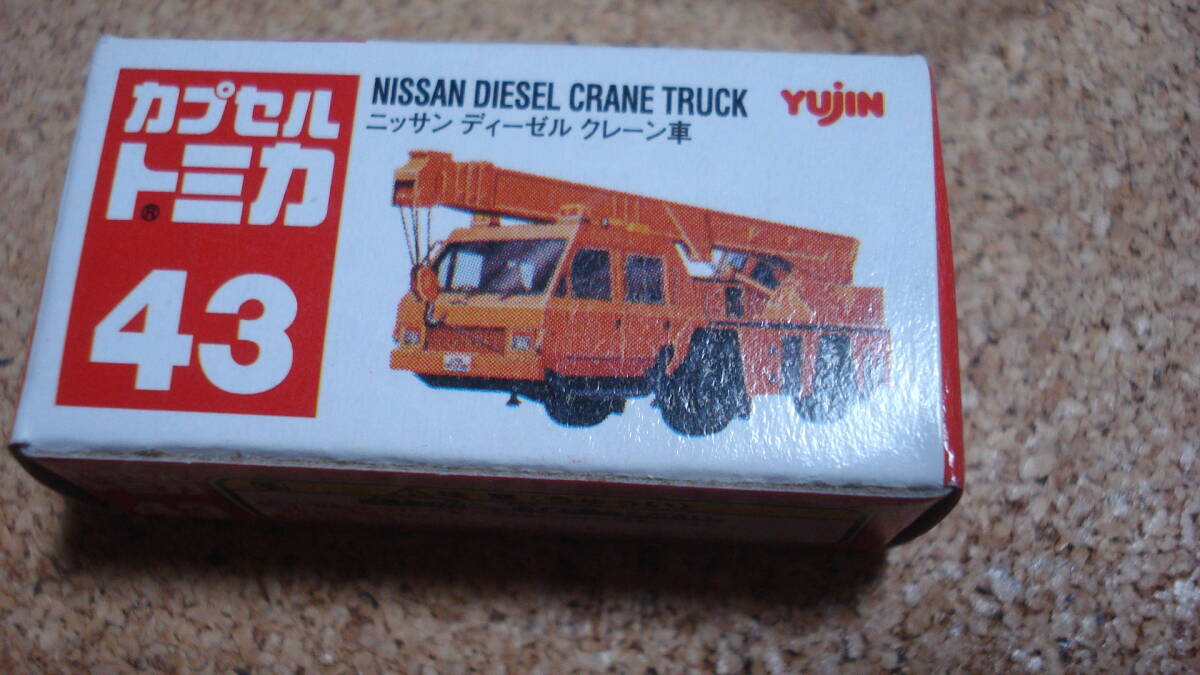 カプセル
トミカ®
43
NISSAN DIESEL CRANE TRUCK
ニッサン ディーゼル クレーン車
YUJIN